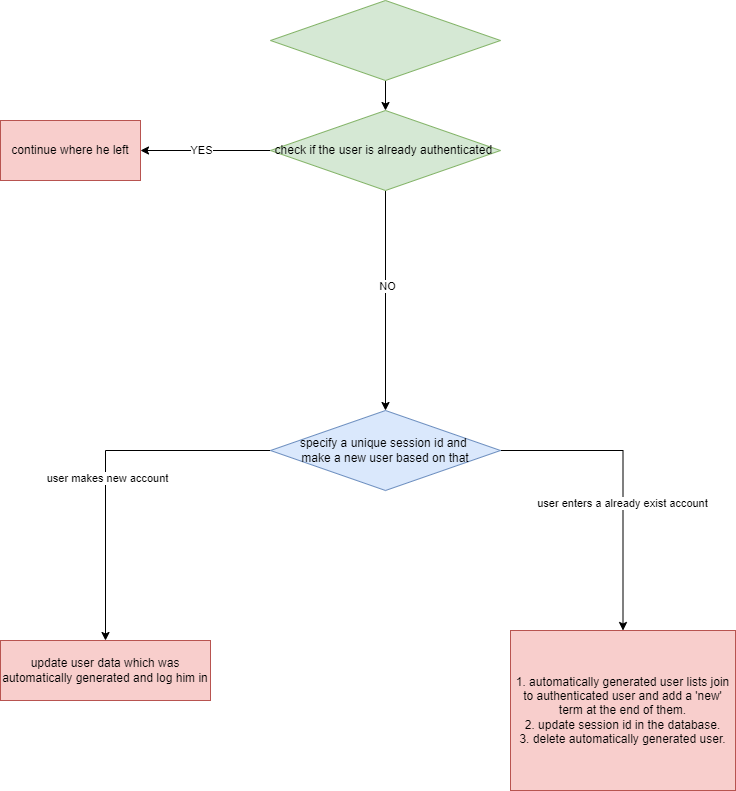 check if the user is already authenticated
YES
continue where he left
NO
specify a unique session id and
make a new user based on that
user makes new account
user enters a already exist account
update user data which was
automatically generated and log him in
1. automatically generated user lists join
to authenticated user and add a 'new'
term at the end of them.
2. update session id in the database.
3. delete automatically generated user.